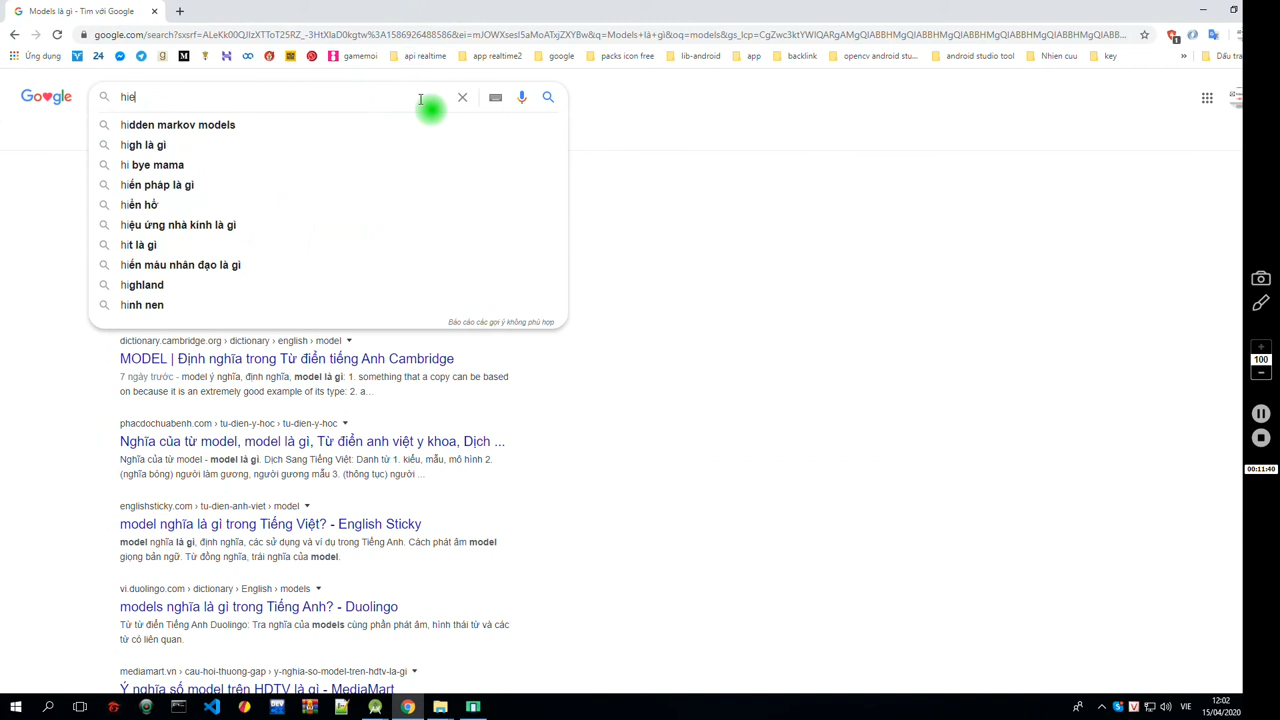 Models là gì - Tìm với Google
google.com/search?sxsrf=ALeKk00QJIzXTToT25RZ_-3HtXlaD0kgtw%3A1586926488586&ei=mJOWXsesI5aMoATxjZXYBw&q=Models+là+gì&oq=models&gs_lcp=CgZwc3ktYWIQARgAMgQIABBHMgQIABBHMgQIABBHMgQIABBHMgQIABBHMgQIABBHMgQIABBHMgQIABBHUABQ...
Ứng dụng
24
gamemoi
api realtime
app realtime2
google
packs icon free
lib-android
app
backlink
opencv android stu...
android studio tool
Nhien cuu
key
»
Dấu tra
Google
hie
hidden markov models
high là gì
hi bye mama
hiến pháp là gì
hiền hồ
hiệu ứng nhà kính là gì
hit là gì
hiến máu nhân đạo là gì
highland
hinh nen
Báo cáo các gợi ý không phù hợp
dictionary.cambridge.org › dictionary › english › model
MODEL | Định nghĩa trong Từ điển tiếng Anh Cambridge
7 ngày trước - model ý nghĩa, định nghĩa, model là gì: 1. something that a copy can be based
on because it is an extremely good example of its type: 2. a…
phacdochuabenh.com › tu-dien-y-hoc › tu-dien-y-hoc
Nghĩa của từ model, model là gì, Từ điển anh việt y khoa, Dịch ...
Nghĩa của từ model - model là gì. Dịch Sang Tiếng Việt: Danh từ 1. kiểu, mẫu, mô hình 2.
(nghĩa bóng) người làm gương, người gương mẫu 3. (thông tục) người ...
englishsticky.com › tu-dien-anh-viet › model
model nghĩa là gì trong Tiếng Việt? - English Sticky
model nghĩa là gì, định nghĩa, các sử dụng và ví dụ trong Tiếng Anh. Cách phát âm model
giọng bản ngữ. Từ đồng nghĩa, trái nghĩa của model.
vi.duolingo.com › dictionary › English › models
models nghĩa là gì trong Tiếng Anh? - Duolingo
Từ từ điển Tiếng Anh Duolingo: Tra nghĩa của models cùng phần phát âm, hình thái từ và các
từ có liên quan.
mediamart.vn › cau-hoi-thuong-gap › y-nghia-so-model-tren-hdtv-la-gi
Ý nghĩa số model trên HDTV là gì - MediaMart
100
00:11:40
VIE
12:02
15/04/2020